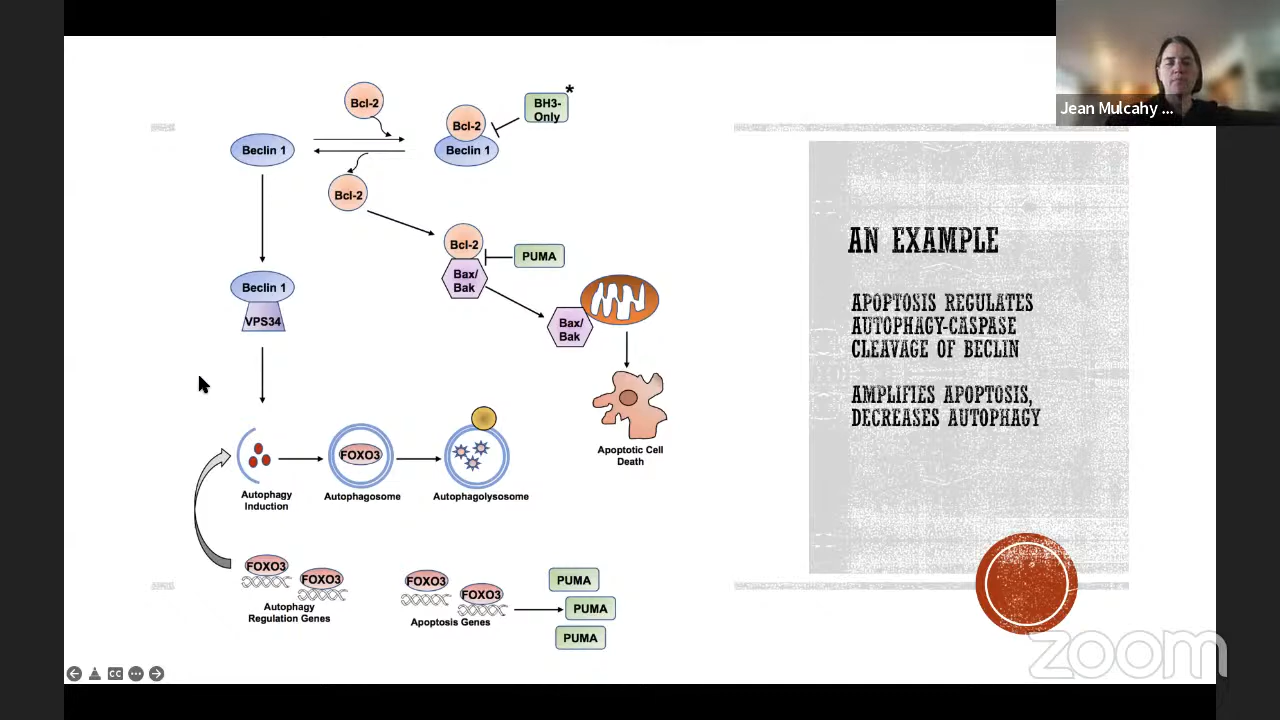 Jean Mulcahy ...
Bcl-2
BH3-
Only
*
Bcl-2
Beclin 1
Beclin 1
Bcl-2
Bcl-2
Bax/
Bak
PUMA
Beclin 1
VPS34
Bax/
Bak
Apoptotic Cell
Death
FOXO3
Autophagy
Induction
Autophagosome
Autophagolysosome
FOXO3
FOXO3
Autophagy
Regulation Genes
FOXO3
FOXO3
Apoptosis Genes
PUMA
PUMA
PUMA
AN EXAMPLE
APOPTOSIS REGULATES
AUTOPHAGY-CASPASE
CLEAVAGE OF BECLIN
AMPLIFIES APOPTOSIS,
DECREASES AUTOPHAGY
CC
zoom